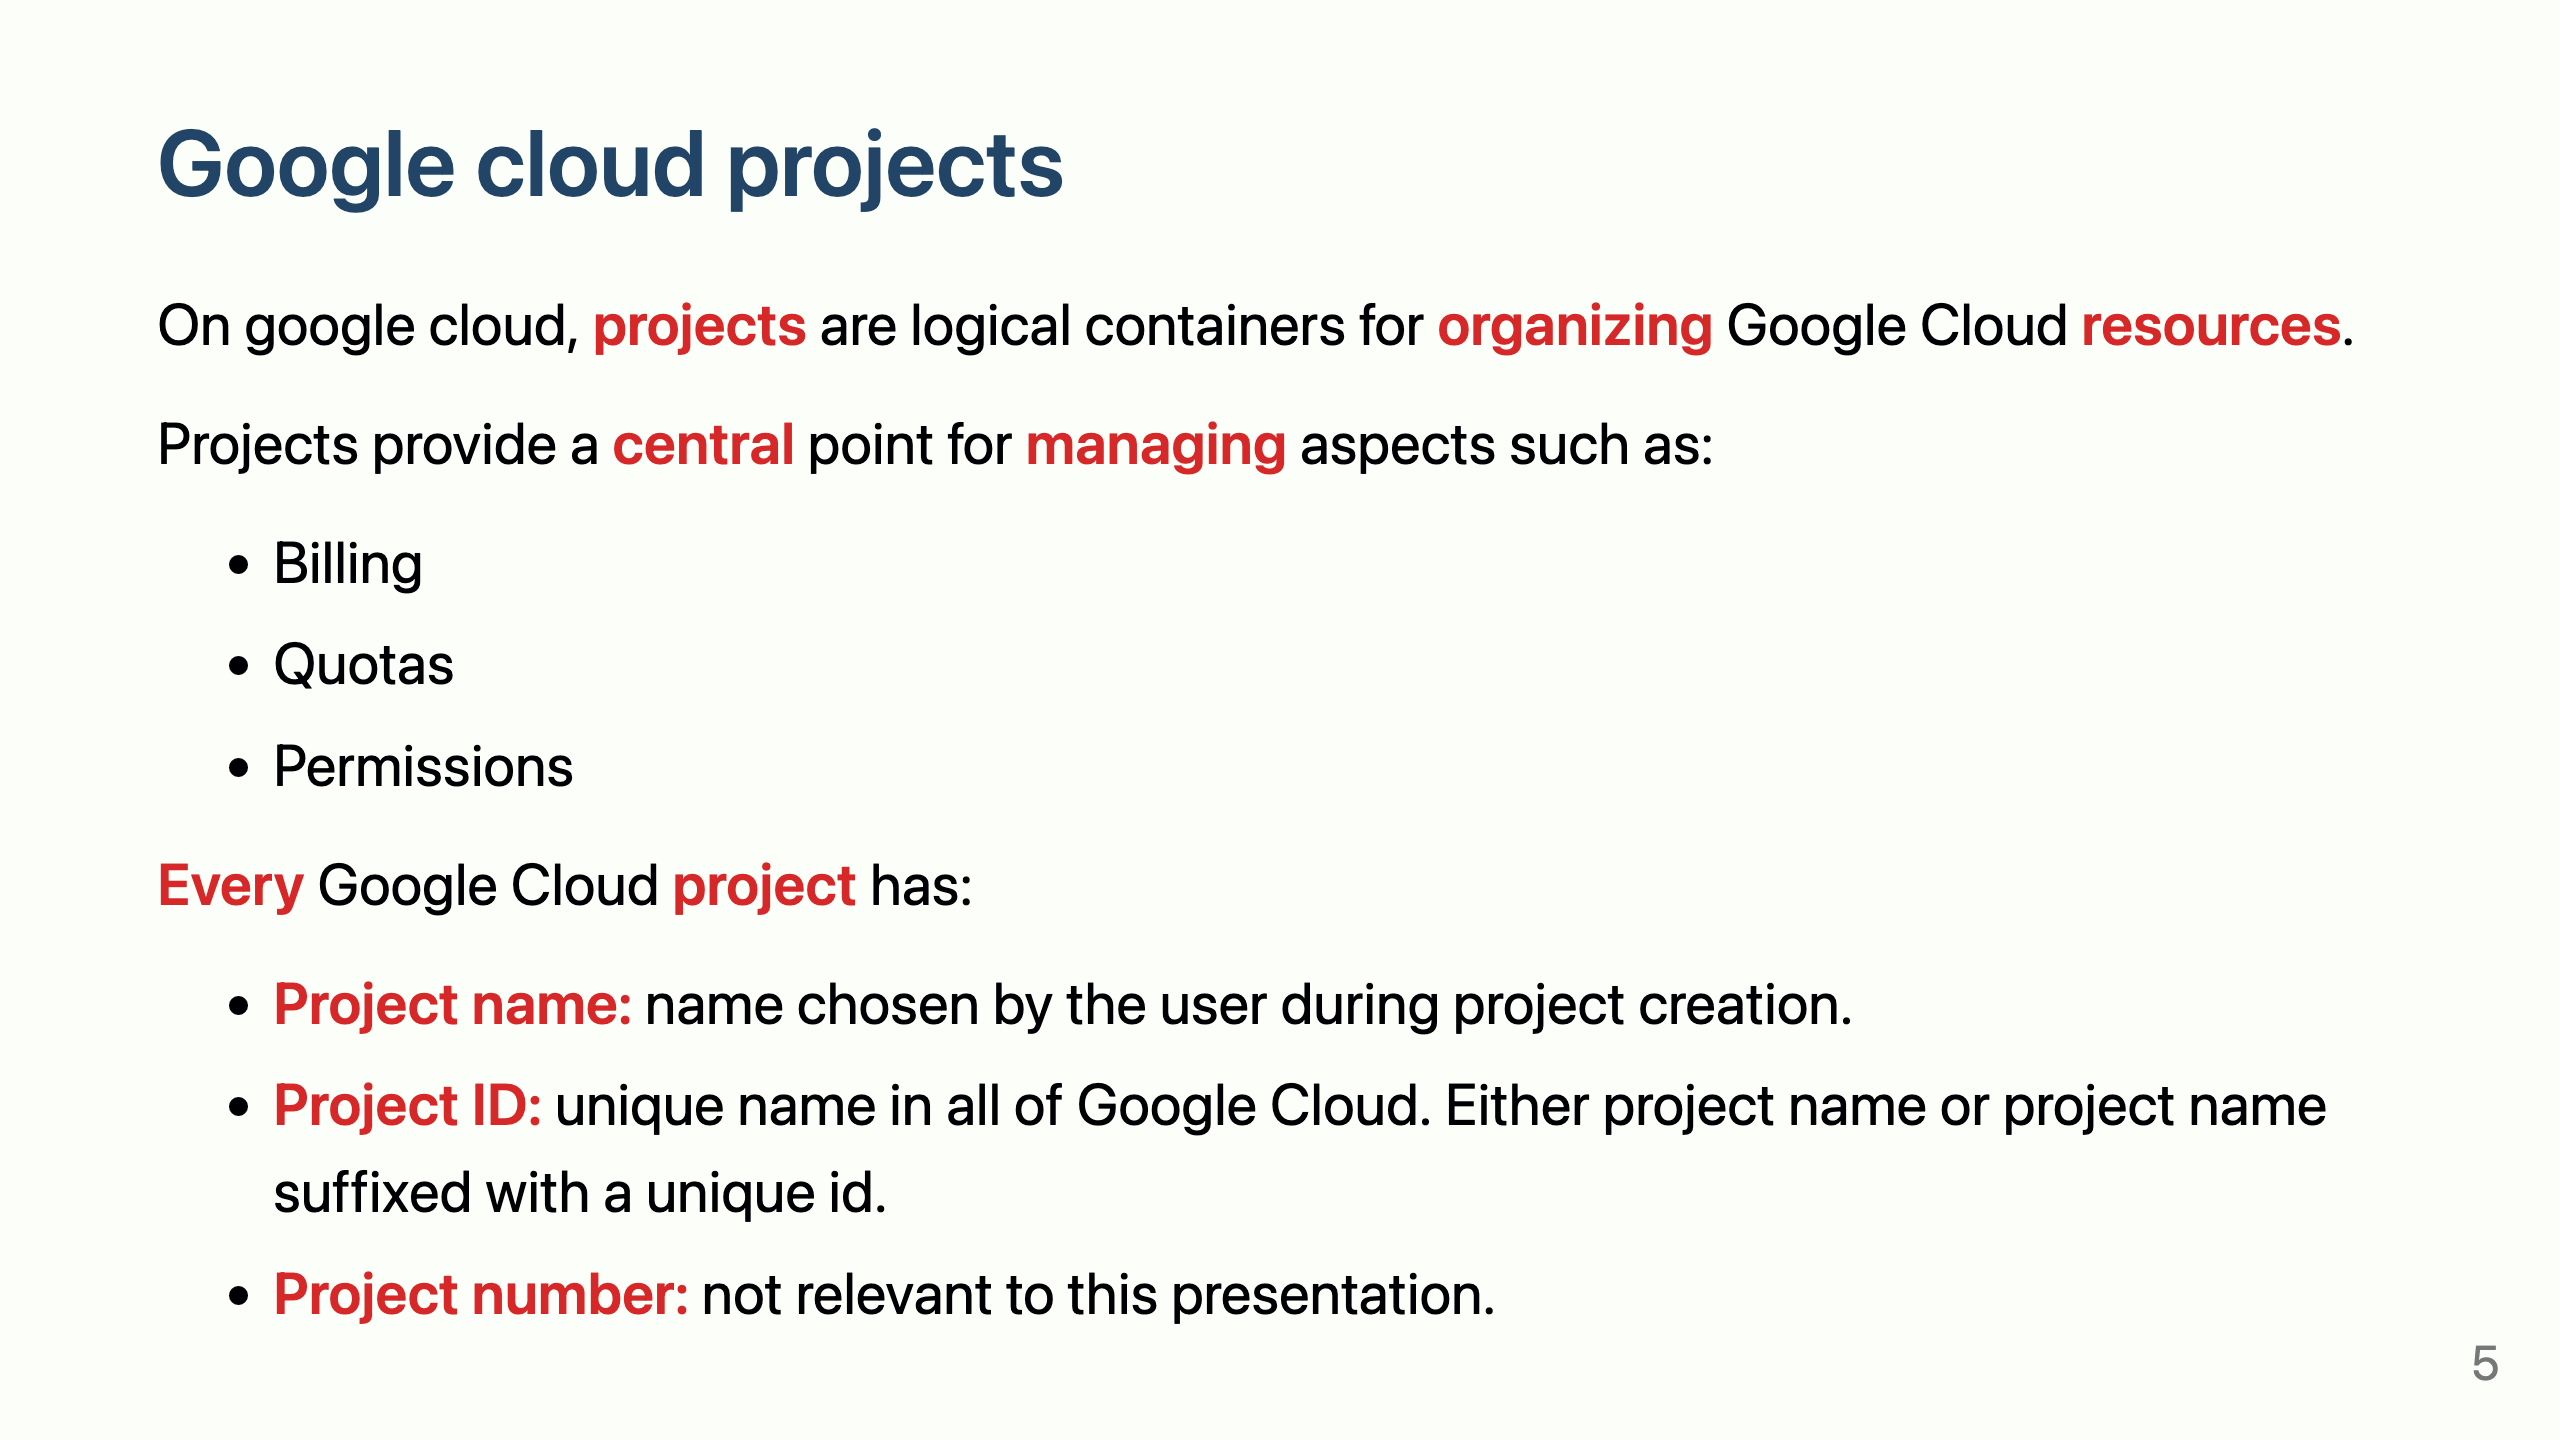 Google cloud projects
On google cloud, projects are logical containers for organizing Google Cloud resources.
Projects provide a central point for managing aspects such as:
• Billing
• Quotas
• Permissions
Every Google Cloud project has:
• Project name: name chosen by the user during project creation.
• Project ID: unique name in all of Google Cloud. Either project name or project name
suffixed with a unique id.
• Project number: not relevant to this presentation.
5